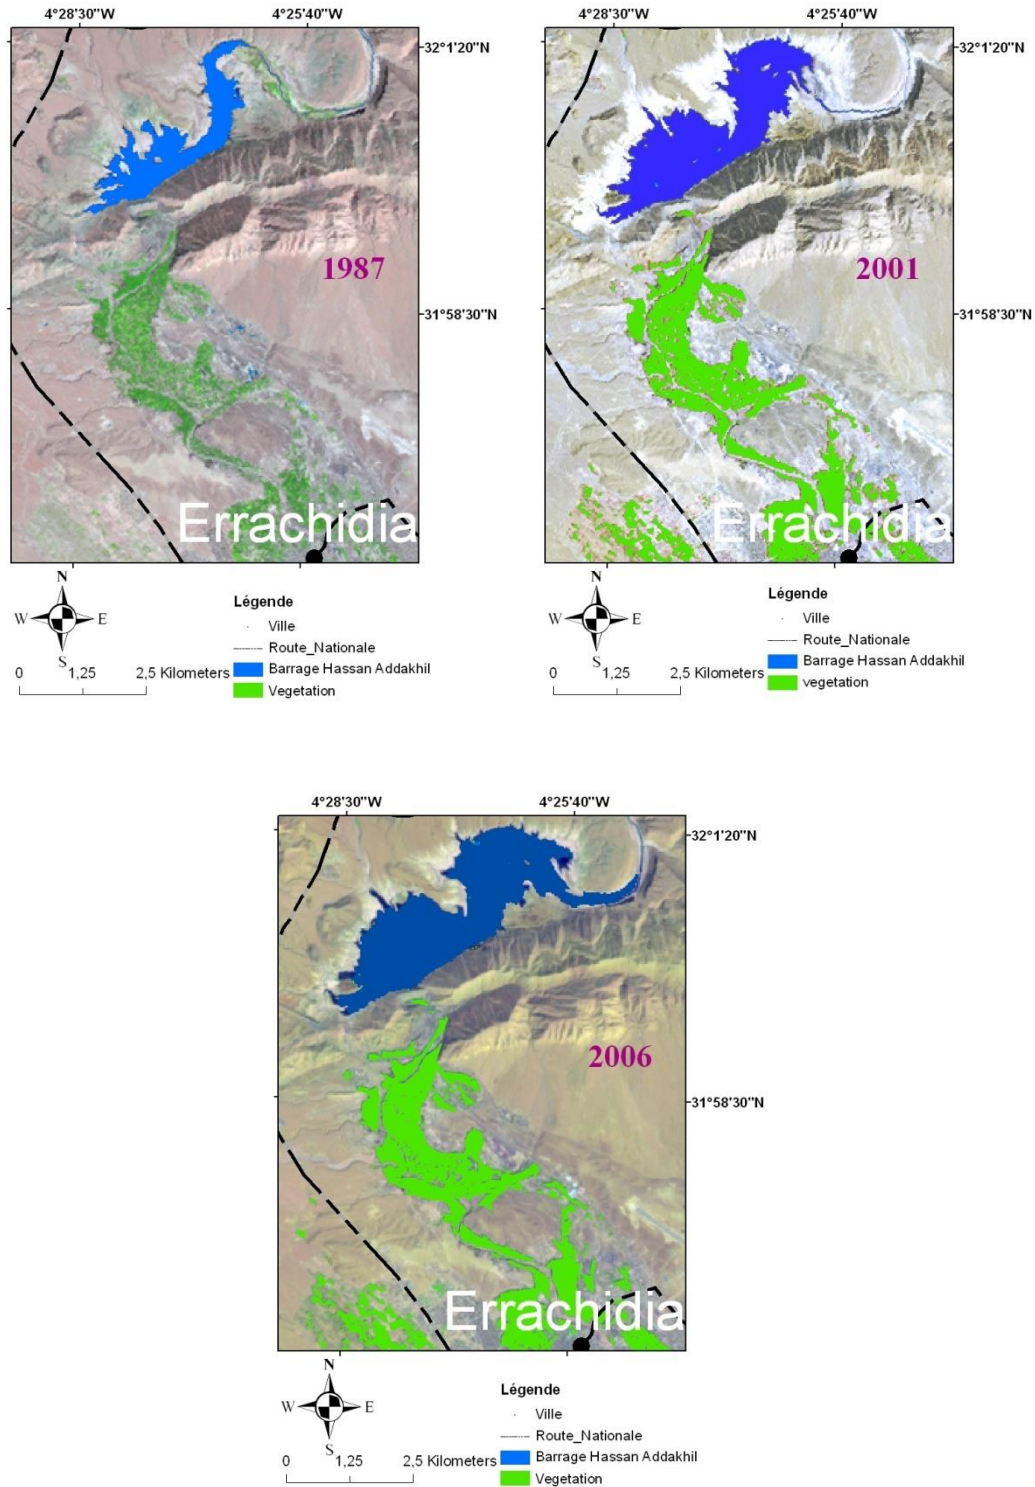 4°28'30"W 4°25'40"W
32°1'20"N
1987
31°58'30"N
Errachidia
N
W E
S
0 1,25 2,5 Kilometers
Légende
Ville
Route_Nationale
Barrage Hassan Addakhil
Vegetation
4°28'30"W 4°25'40"W
32°1'20"N
2001
31°58'30"N
Errachidia
N
W E
S
0 1,25 2,5 Kilometers
Légende
Ville
Route_Nationale
Barrage Hassan Addakhil
vegetation
4°28'30"W 4°25'40"W
32°1'20"N
2006
31°58'30"N
Errachidia
N
W E
S
0 1,25 2,5 Kilometers
Légende
Ville
Route_Nationale
Barrage Hassan Addakhil
Vegetation